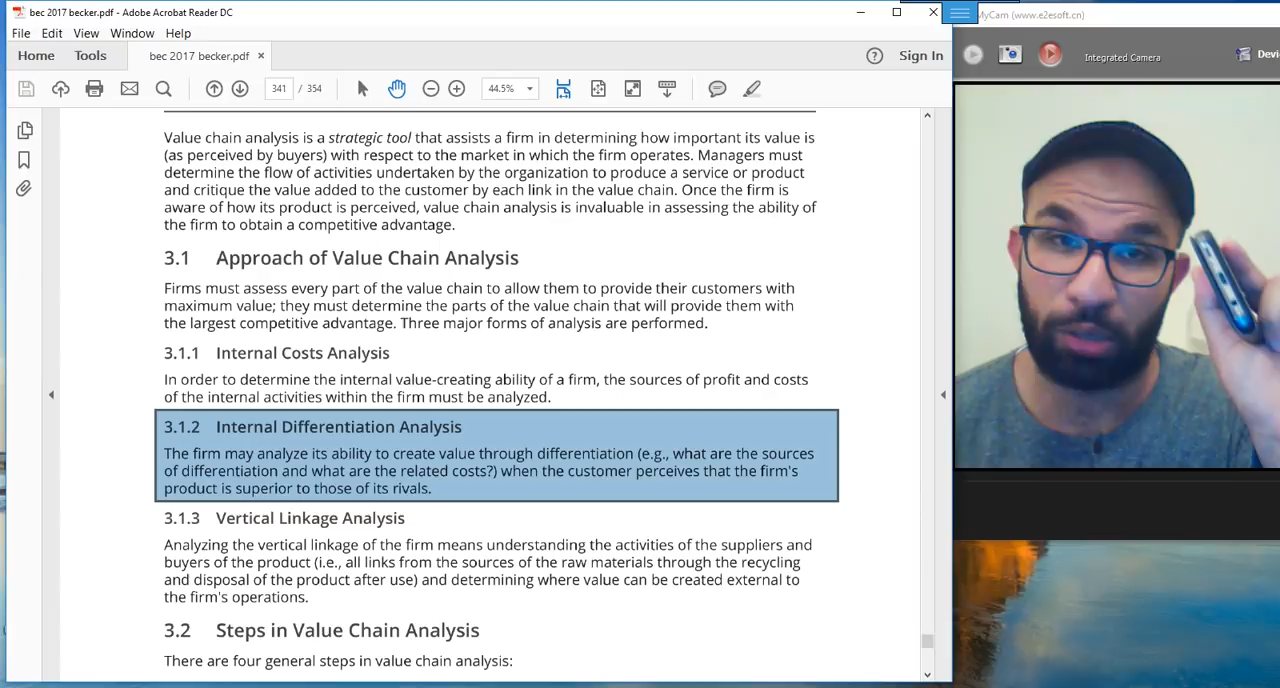 bec 2017 becker.pdf - Adobe Acrobat Reader DC
MyCam (www.e2esoft.cn)
File Edit View Window Help
Home Tools bec 2017 becker.pdf × Sign In
Integrated Camera
Devi
341 / 354 44.5%
Value chain analysis is a strategic tool that assists a firm in determining how important its value is
(as perceived by buyers) with respect to the market in which the firm operates. Managers must
determine the flow of activities undertaken by the organization to produce a service or product
and critique the value added to the customer by each link in the value chain. Once the firm is
aware of how its product is perceived, value chain analysis is invaluable in assessing the ability of
the firm to obtain a competitive advantage.
3.1 Approach of Value Chain Analysis
Firms must assess every part of the value chain to allow them to provide their customers with
maximum value; they must determine the parts of the value chain that will provide them with
the largest competitive advantage. Three major forms of analysis are performed.
3.1.1 Internal Costs Analysis
In order to determine the internal value-creating ability of a firm, the sources of profit and costs
of the internal activities within the firm must be analyzed.
3.1.2 Internal Differentiation Analysis
The firm may analyze its ability to create value through differentiation (e.g., what are the sources
of differentiation and what are the related costs?) when the customer perceives that the firm's
product is superior to those of its rivals.
3.1.3 Vertical Linkage Analysis
Analyzing the vertical linkage of the firm means understanding the activities of the suppliers and
buyers of the product (i.e., all links from the sources of the raw materials through the recycling
and disposal of the product after use) and determining where value can be created external to
the firm's operations.
3.2 Steps in Value Chain Analysis
There are four general steps in value chain analysis: